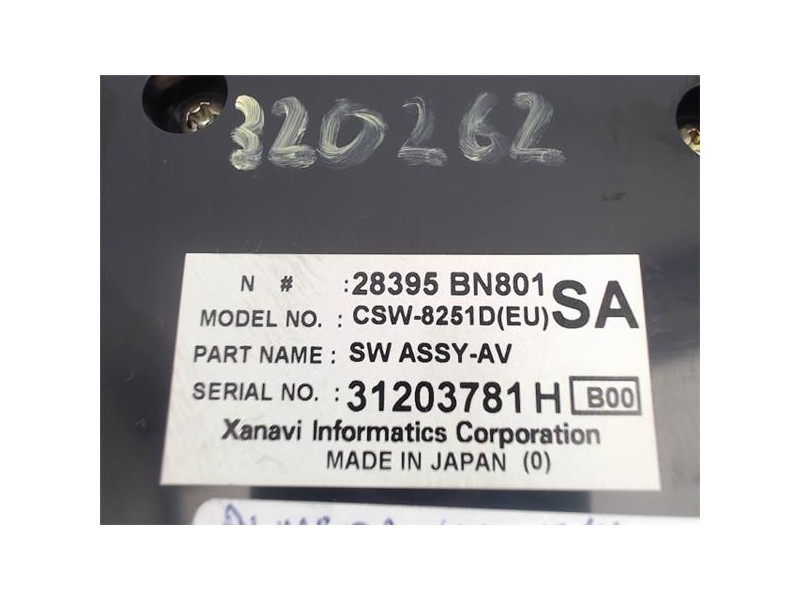 320262
N # : 28395 BN801 SA
MODEL NO. : CSW-8251D(EU)
PART NAME : SW ASSY-AV
SERIAL NO. : 31203781H B00
Xanavi Informatics Corporation
MADE IN JAPAN (0)